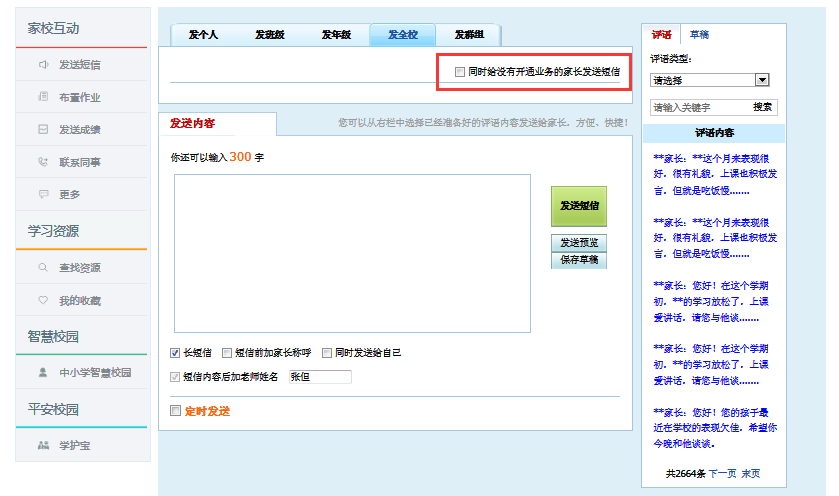 家校互动
发送短信
布置作业
发送成绩
联系同事
更多
学习资源
查找资源
我的收藏
智慧校园
中小学智慧校园
平安校园
学护宝
发个人 发班级 发年级 发全校 发群组
同时给没有开通业务的家长发送短信
发送内容 您可以从右栏中选择已经准备好的评语内容发送给家长，方便、快捷！
你还可以输入 300 字
发送短信
发送预览
保存草稿
长短信 短信前加家长称呼 同时发送给自己
短信内容后加老师姓名 张但
定时发送
评语 草稿
评语类型：
请选择
请输入关键字 搜索
评语内容
**家长：**这个月来表现很
好，很有礼貌，上课也积极发
言，但就是吃饭慢.......
**家长：**这个月来表现很
好，很有礼貌，上课也积极发
言，但就是吃饭慢.......
**家长：您好！在这个学期
初，**的学习放松了，上课
爱讲话，请您与他谈.......
**家长：您好！在这个学期
初，**的学习放松了，上课
爱讲话，请您与他谈.......
**家长：您好！您的孩子最
近在学校的表现欠佳，希望你
今晚和他谈谈。
共2664条 下一页 末页